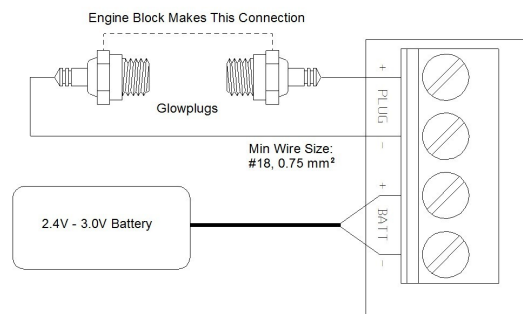 Engine Block Makes This Connection
Glowplugs
+ PLUG -
Min Wire Size:
#18, 0.75 mm²
+ BATT -
2.4V - 3.0V Battery